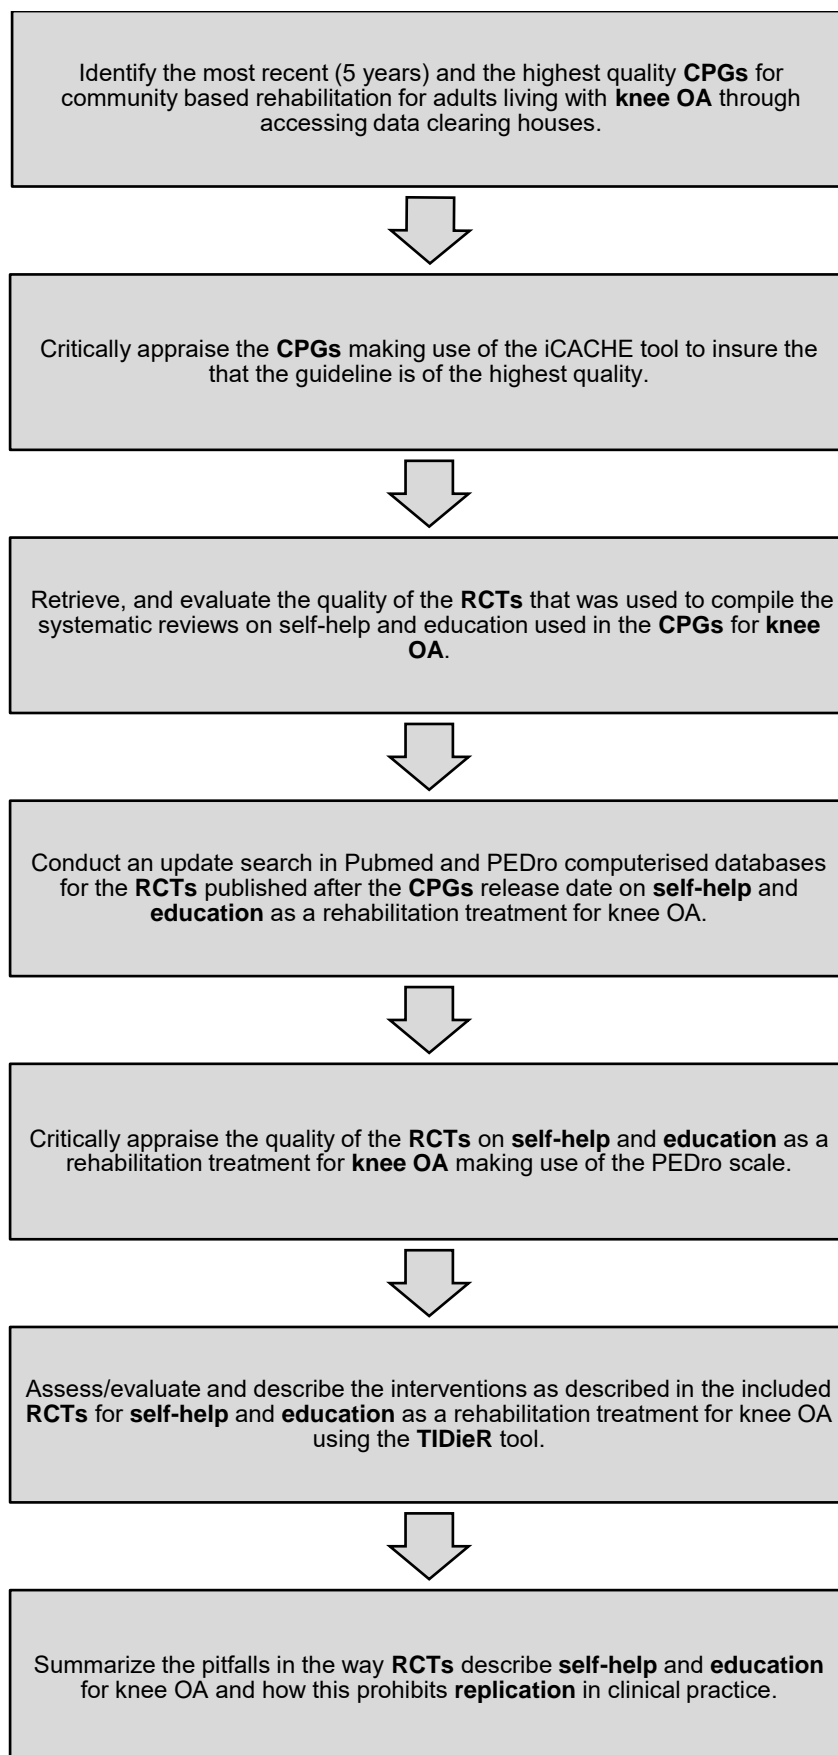 Identify the most recent (5 years) and the highest quality CPGs for
community based rehabilitation for adults living with knee OA through
accessing data clearing houses.
Critically appraise the CPGs making use of the iCACHE tool to insure the
that the guideline is of the highest quality.
Retrieve, and evaluate the quality of the RCTs that was used to compile the
systematic reviews on self-help and education used in the CPGs for knee
OA.
Conduct an update search in Pubmed and PEDro computerised databases
for the RCTs published after the CPGs release date on self-help and
education as a rehabilitation treatment for knee OA.
Critically appraise the quality of the RCTs on self-help and education as a
rehabilitation treatment for knee OA making use of the PEDro scale.
Assess/evaluate and describe the interventions as described in the included
RCTs for self-help and education as a rehabilitation treatment for knee OA
using the TIDieR tool.
Summarize the pitfalls in the way RCTs describe self-help and education
for knee OA and how this prohibits replication in clinical practice.